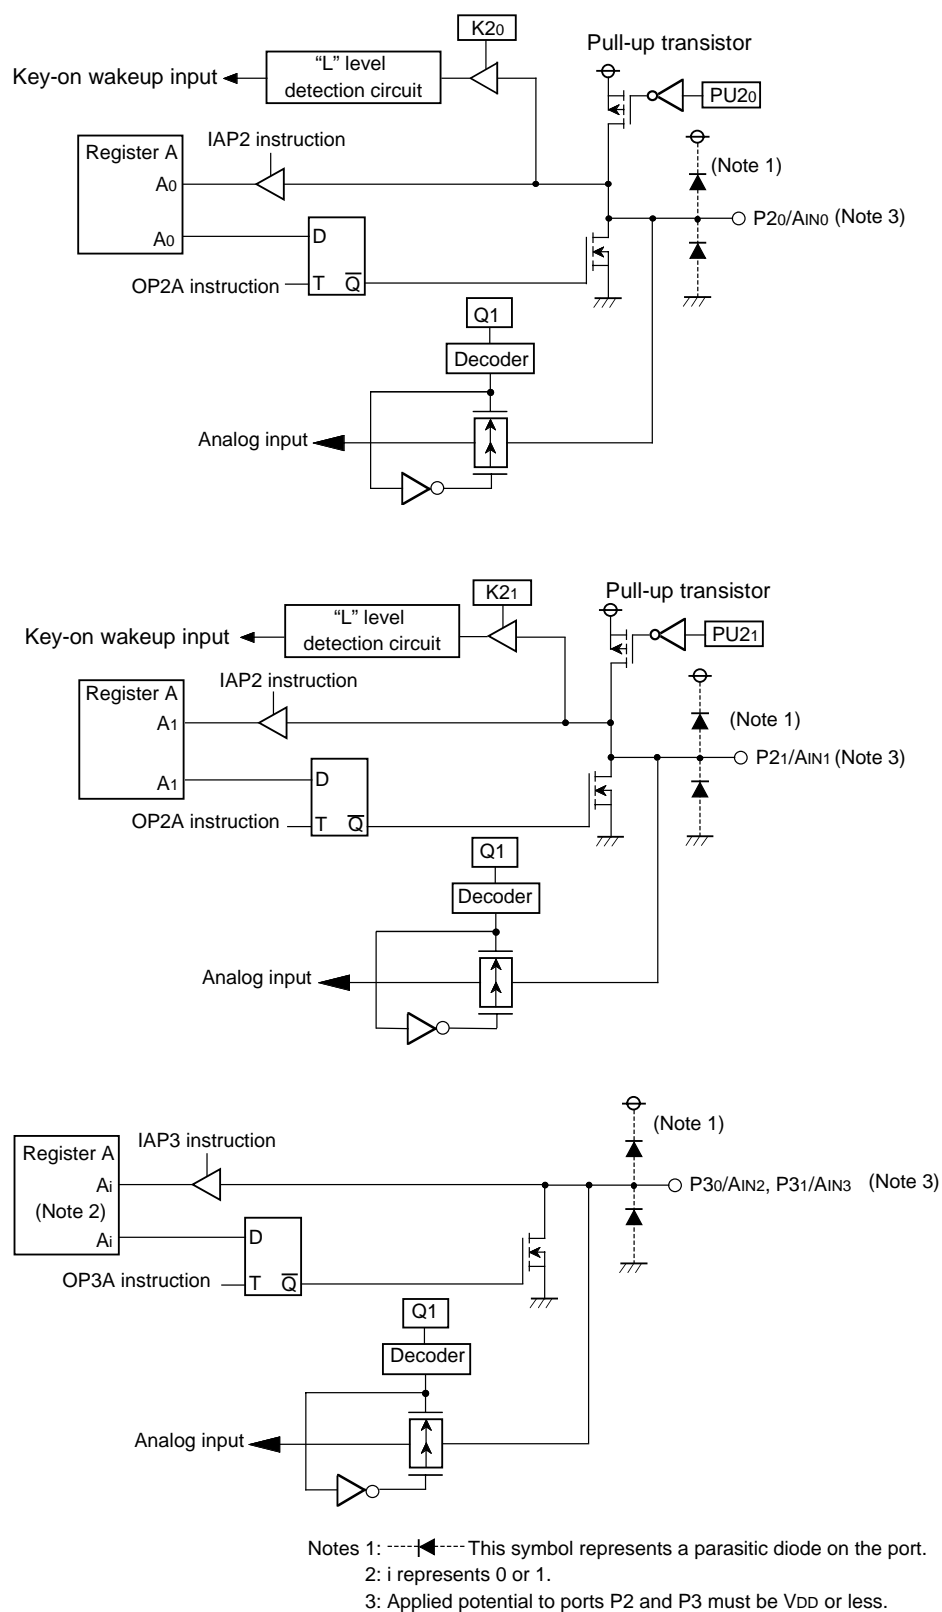 K20
Pull-up transistor
Key-on wakeup input
“L” level
detection circuit
PU20
IAP2 instruction
Register A
(Note 1)
A0
P20/AIN0 (Note 3)
A0
D
OP2A instruction
T Q̅
Q1
Decoder
Analog input
K21
Pull-up transistor
Key-on wakeup input
“L” level
detection circuit
PU21
IAP2 instruction
Register A
(Note 1)
A1
P21/AIN1 (Note 3)
A1
D
OP2A instruction
T Q̅
Q1
Decoder
Analog input
(Note 1)
IAP3 instruction
Register A
Ai
P30/AIN2, P31/AIN3 (Note 3)
(Note 2)
Ai
D
OP3A instruction
T Q̅
Q1
Decoder
Analog input
Notes 1: This symbol represents a parasitic diode on the port.
2: i represents 0 or 1.
3: Applied potential to ports P2 and P3 must be VDD or less.